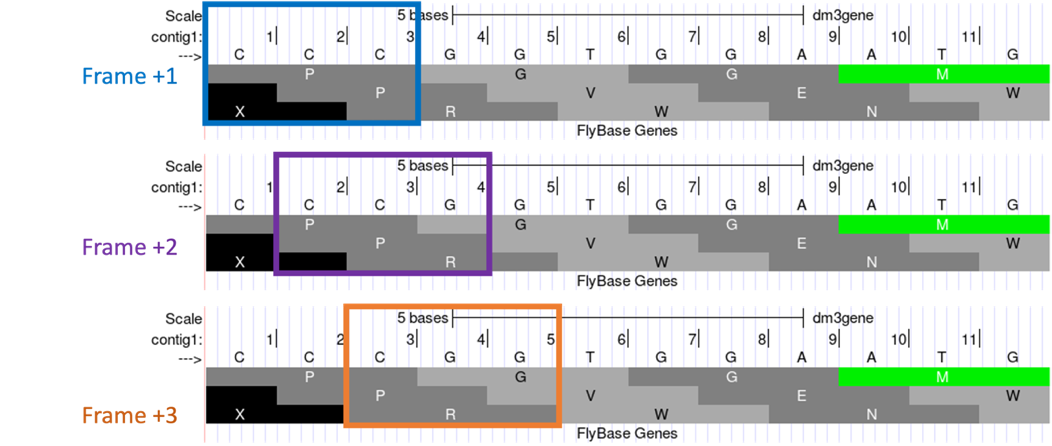 Scale 5 bases dm3gene
contig1: 1 2 3 4 5 6 7 8 9 10 11
---> C C C G G T G G A A T G
Frame +1 P G G M
P V E W
X R W N
FlyBase Genes
Scale 5 bases dm3gene
contig1: 1 2 3 4 5 6 7 8 9 10 11
---> C C C G G T G G A A T G
P G G M
Frame +2 P V E W
X R W N
FlyBase Genes
Scale 5 bases dm3gene
contig1: 1 2 3 4 5 6 7 8 9 10 11
---> C C C G G T G G A A T G
P G G M
P V E W
Frame +3 X R W N
FlyBase Genes